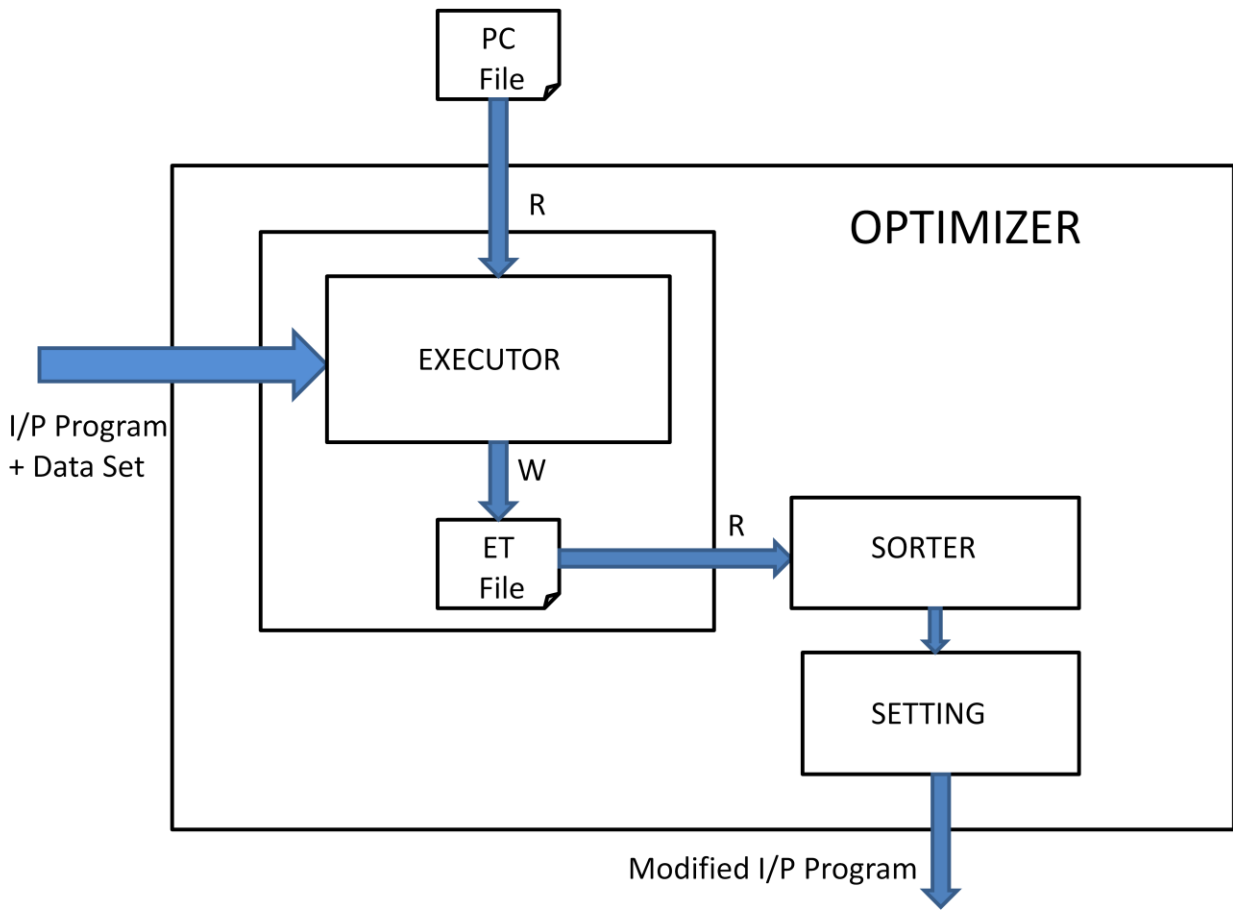 PC
File
R
OPTIMIZER
EXECUTOR
I/P Program
+ Data Set
W
ET
File
R
SORTER
SETTING
Modified I/P Program